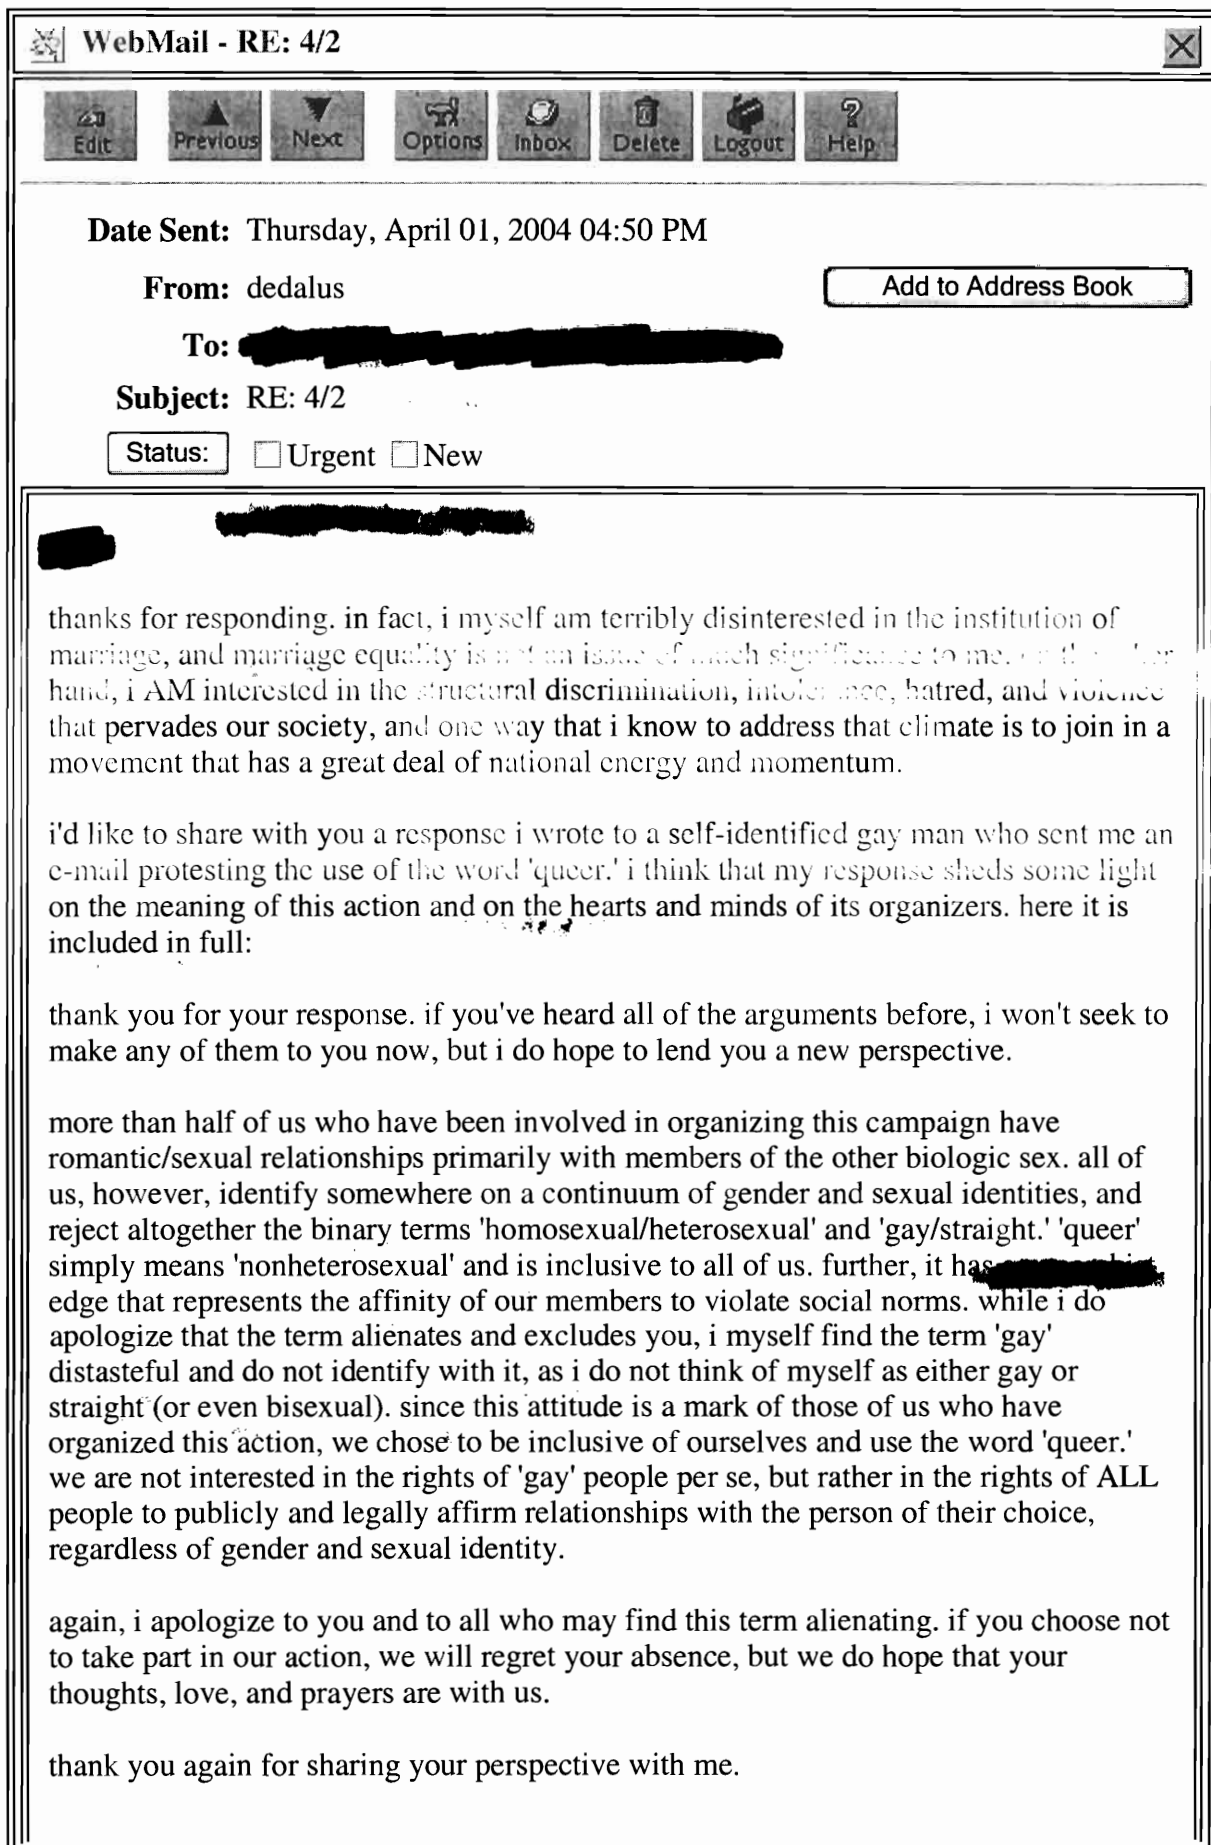 WebMail - RE: 4/2
Edit Previous Next Options Inbox Delete Logout Help
Date Sent: Thursday, April 01, 2004 04:50 PM
From: dedalus
Add to Address Book
To:
Subject: RE: 4/2
Status: Urgent New
thanks for responding. in fact, i myself am terribly disinterested in the institution of
marriage, and marriage equality is not an issue of much significance to me. on the other
hand, i AM interested in the structural discrimination, intolerance, hatred, and violence
that pervades our society, and one way that i know to address that climate is to join in a
movement that has a great deal of national energy and momentum.
i'd like to share with you a response i wrote to a self-identified gay man who sent me an
e-mail protesting the use of the word 'queer.' i think that my response sheds some light
on the meaning of this action and on the hearts and minds of its organizers. here it is
included in full:
thank you for your response. if you've heard all of the arguments before, i won't seek to
make any of them to you now, but i do hope to lend you a new perspective.
more than half of us who have been involved in organizing this campaign have
romantic/sexual relationships primarily with members of the other biologic sex. all of
us, however, identify somewhere on a continuum of gender and sexual identities, and
reject altogether the binary terms 'homosexual/heterosexual' and 'gay/straight.' 'queer'
simply means 'nonheterosexual' and is inclusive to all of us. further, it has
edge that represents the affinity of our members to violate social norms. while i do
apologize that the term alienates and excludes you, i myself find the term 'gay'
distasteful and do not identify with it, as i do not think of myself as either gay or
straight (or even bisexual). since this attitude is a mark of those of us who have
organized this action, we chose to be inclusive of ourselves and use the word 'queer.'
we are not interested in the rights of 'gay' people per se, but rather in the rights of ALL
people to publicly and legally affirm relationships with the person of their choice,
regardless of gender and sexual identity.
again, i apologize to you and to all who may find this term alienating. if you choose not
to take part in our action, we will regret your absence, but we do hope that your
thoughts, love, and prayers are with us.
thank you again for sharing your perspective with me.